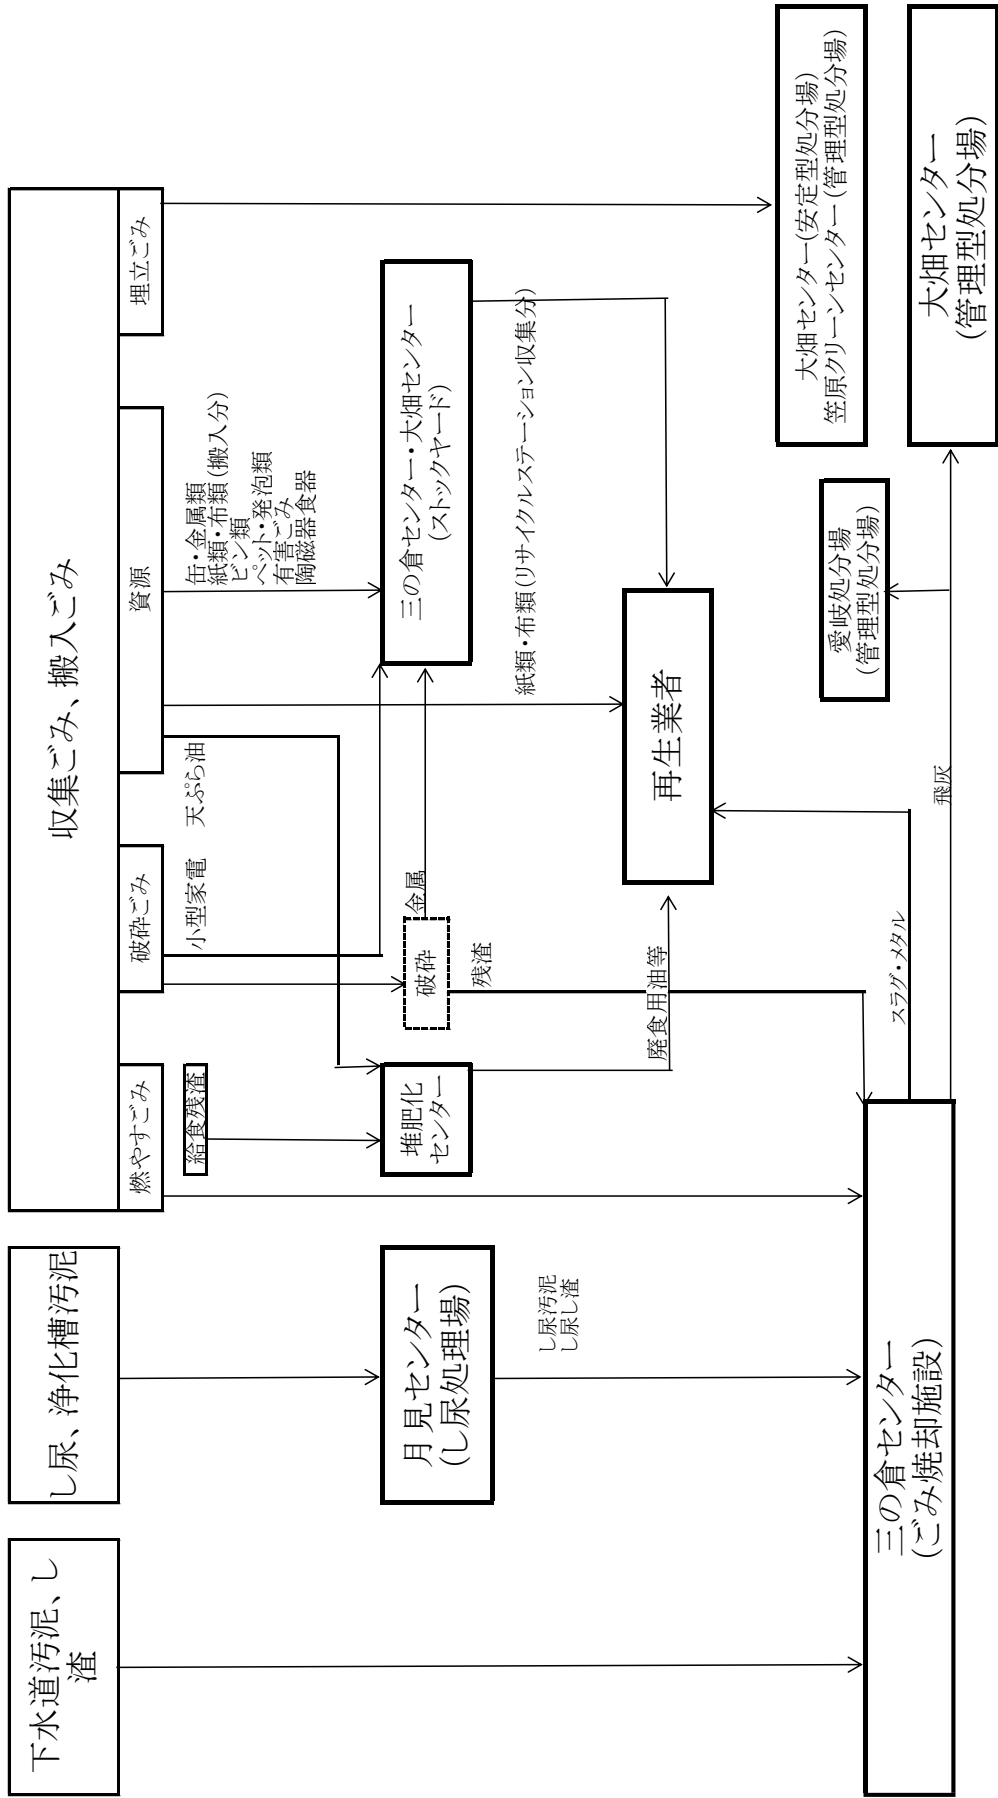 下水道汚泥、し
渣
し尿、浄化槽汚泥
収集ごみ、搬入ごみ
燃やすごみ
破砕ごみ
資源
埋立ごみ
給食残渣
小型家電
天ぷら油
缶・金属類
紙類・布類(搬入分)
ビン類
ペット・発泡類
有害ごみ
陶磁器食器
月見センター
(し尿処理場)
堆肥化
センター
破砕
金属
三の倉センター・大畑センター
(ストックヤード)
残渣
し尿汚泥
し尿し渣
紙類・布類(リサイクルステーション収集分)
廃食用油等
再生業者
大畑センター(安定型処分場)
笠原クリーンセンター(管理型処分場)
愛岐処分場
(管理型処分場)
三の倉センター
(ごみ焼却施設)
スラグ・メタル
飛灰
大畑センター
(管理型処分場)